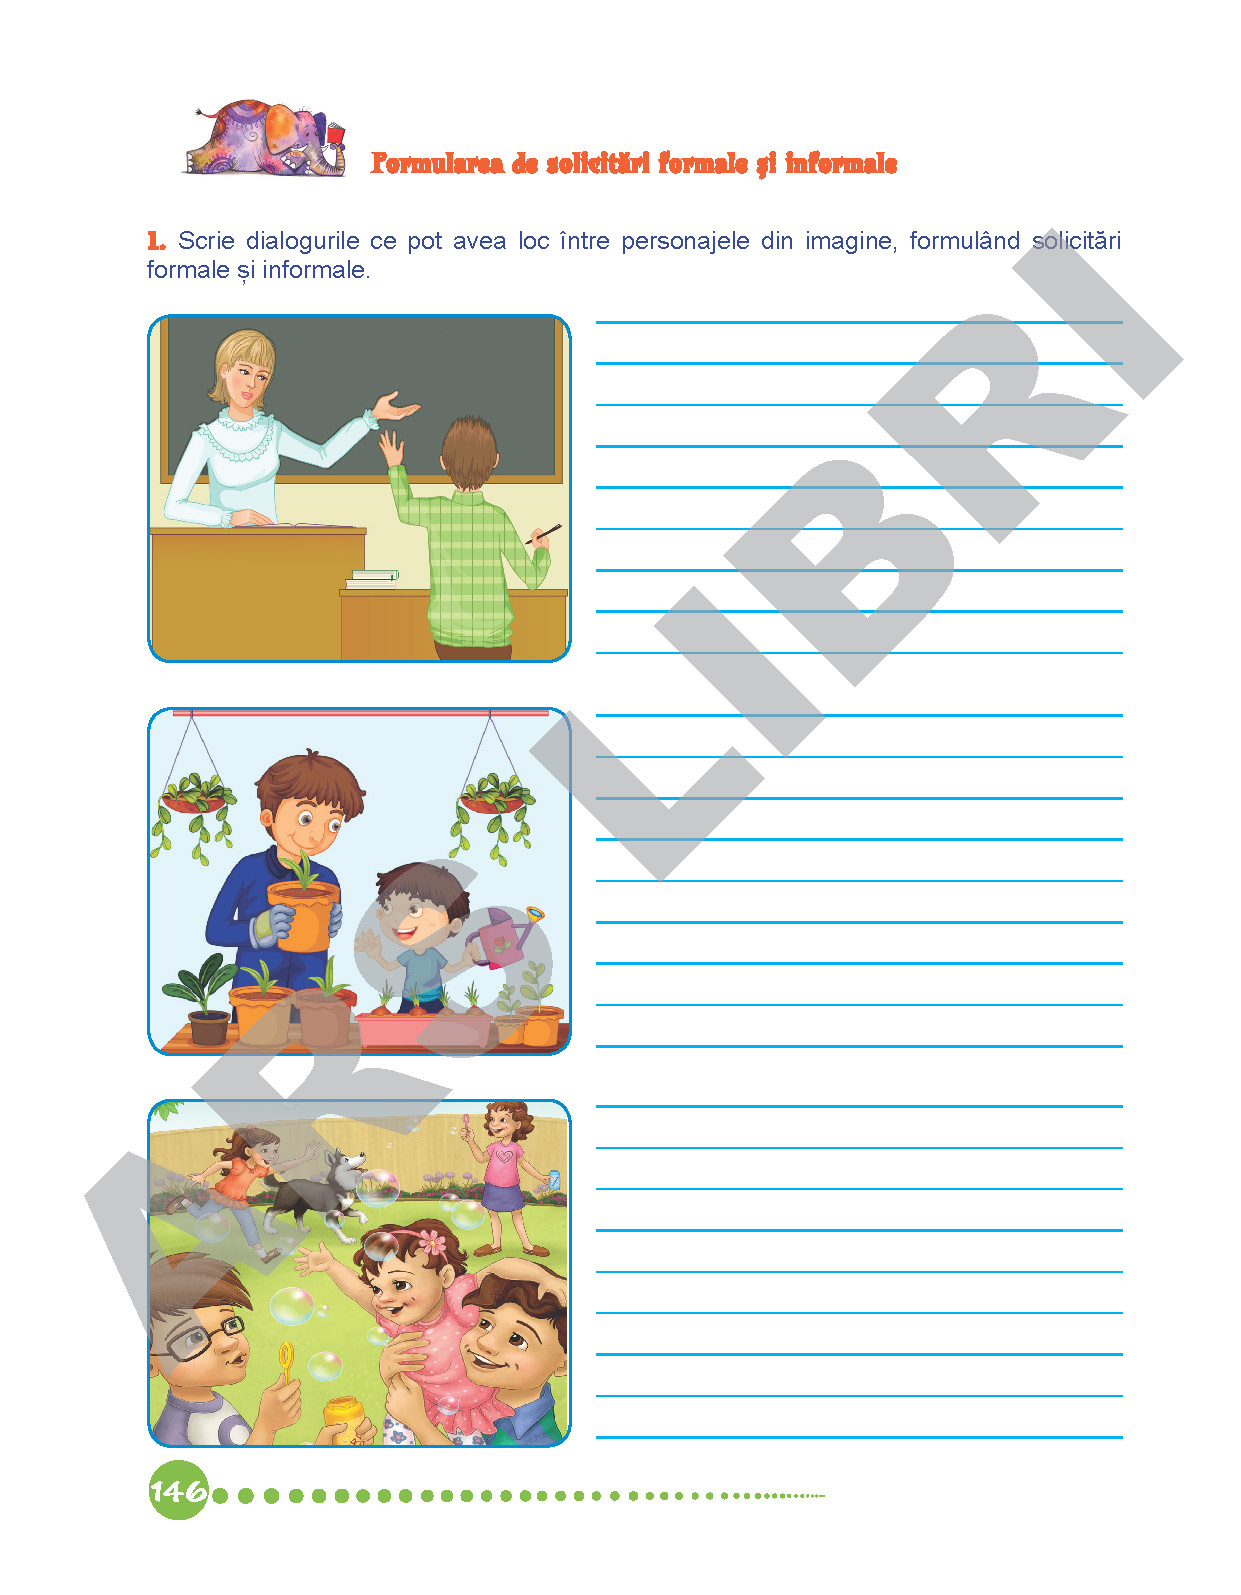 Formularea de solicitări formale și informale
1. Scrie dialogurile ce pot avea loc între personajele din imagine, formulând solicitări
formale și informale.
ARS LIBRI
146